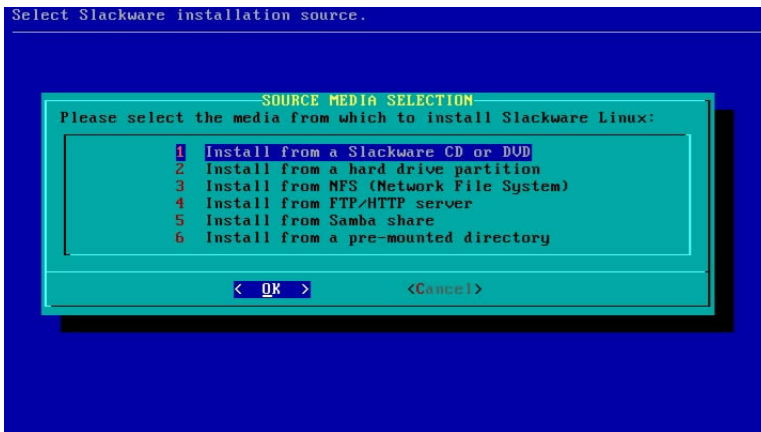 Select Slackware installation source.
SOURCE MEDIA SELECTION
Please select the media from which to install Slackware Linux:
1 Install from a Slackware CD or DVD
2 Install from a hard drive partition
3 Install from NFS (Network File System)
4 Install from FTP/HTTP server
5 Install from Samba share
6 Install from a pre-mounted directory
< OK > <Cancel>